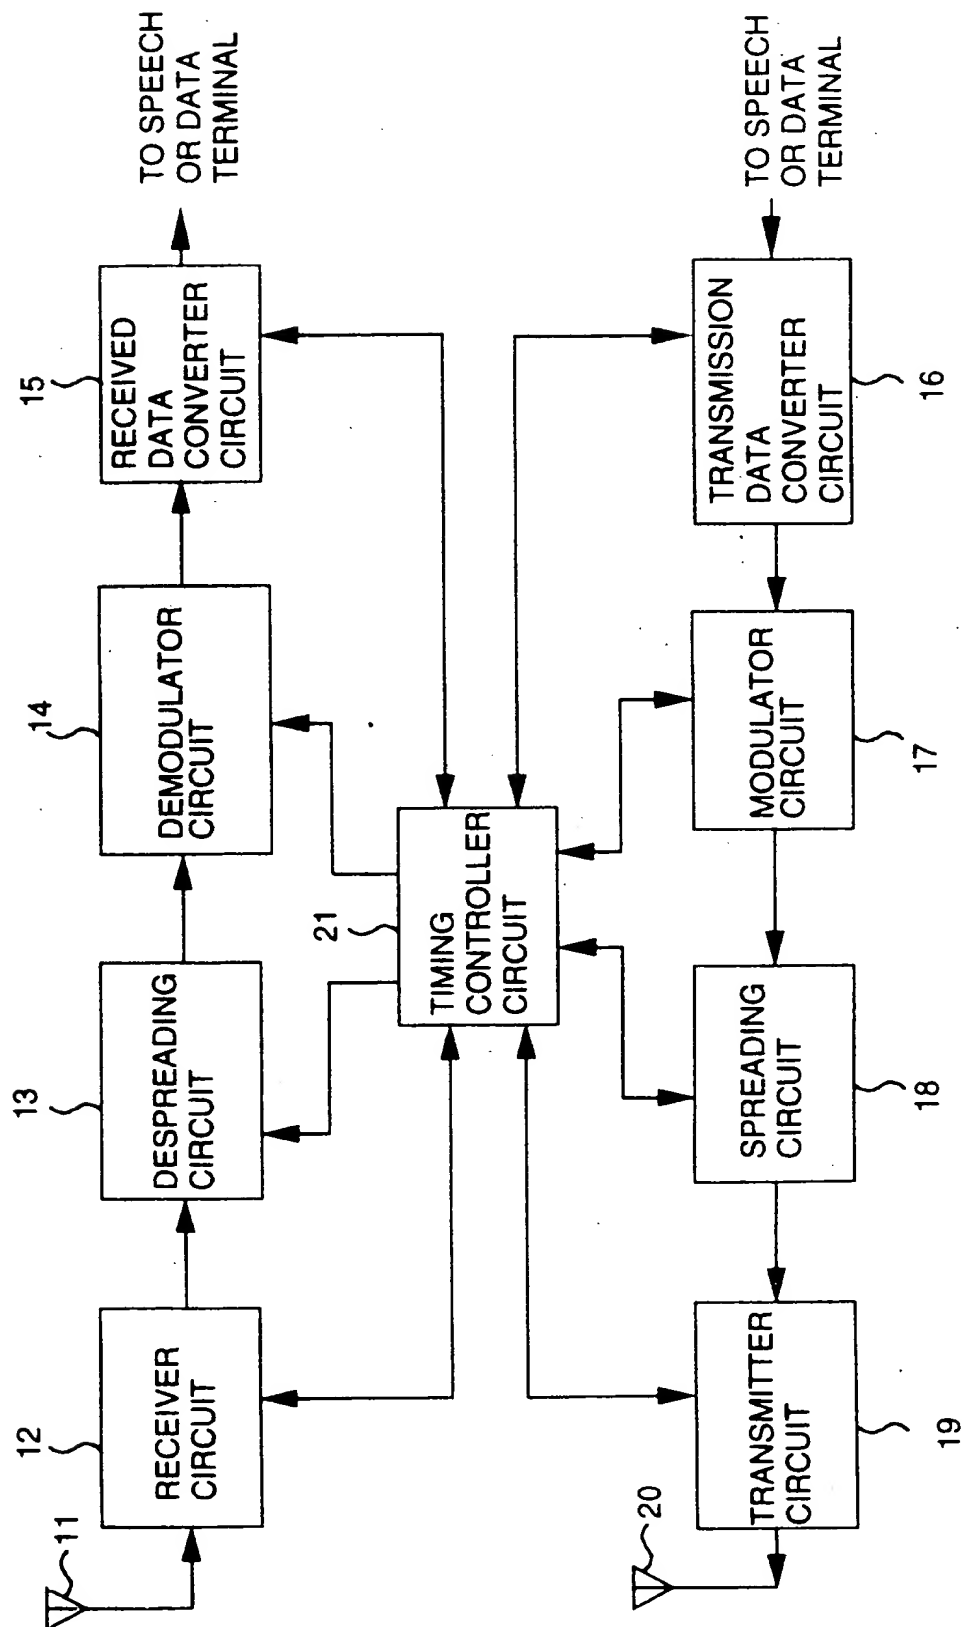 11
12
RECEIVER
CIRCUIT
13
DESPREADING
CIRCUIT
14
DEMODULATOR
CIRCUIT
15
RECEIVED
DATA
CONVERTER
CIRCUIT
TO SPEECH
OR DATA
TERMINAL
21
TIMING
CONTROLLER
CIRCUIT
20
TRANSMITTER
CIRCUIT
19
SPREADING
CIRCUIT
18
MODULATOR
CIRCUIT
17
TRANSMISSION
DATA
CONVERTER
CIRCUIT
16
TO SPEECH
OR DATA
TERMINAL